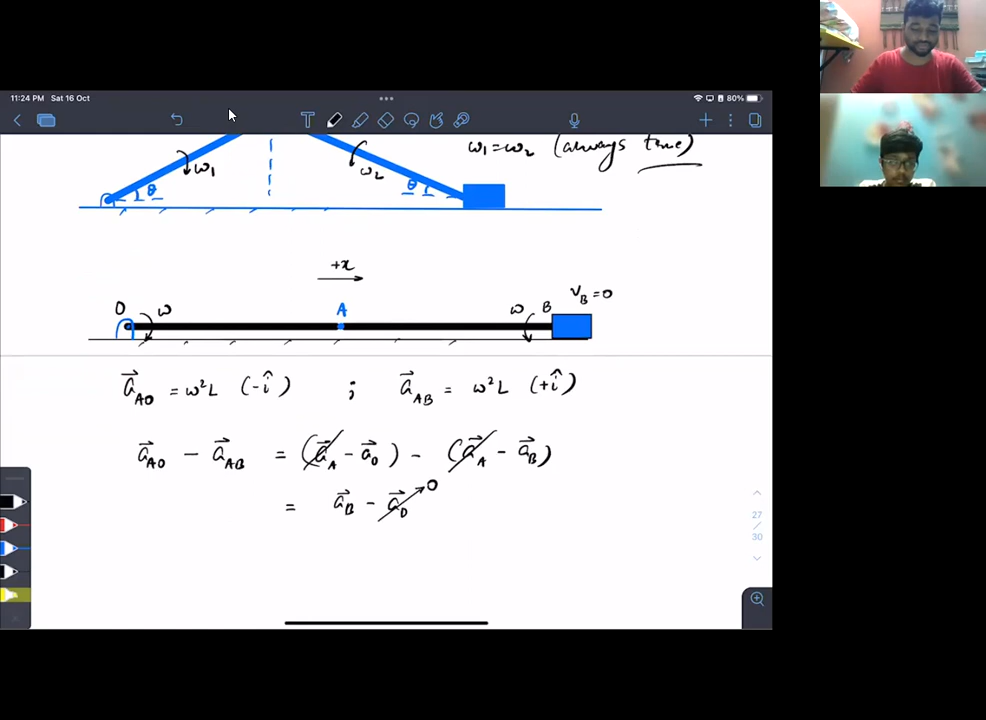 11:24 PM Sat 16 Oct
80%
T
ω₁ = ω₂ (always true)
ω₁
ω₂
θ
θ
+x
O
ω
A
ω
B
V_B = 0
a⃗_AO = ω²L (-î) ; a⃗_AB = ω²L (+î)
a⃗_AO - a⃗_AB = (a⃗_A - a⃗_O) - (a⃗_A - a⃗_B)
= a⃗_B - a⃗_O 0
27
/
30